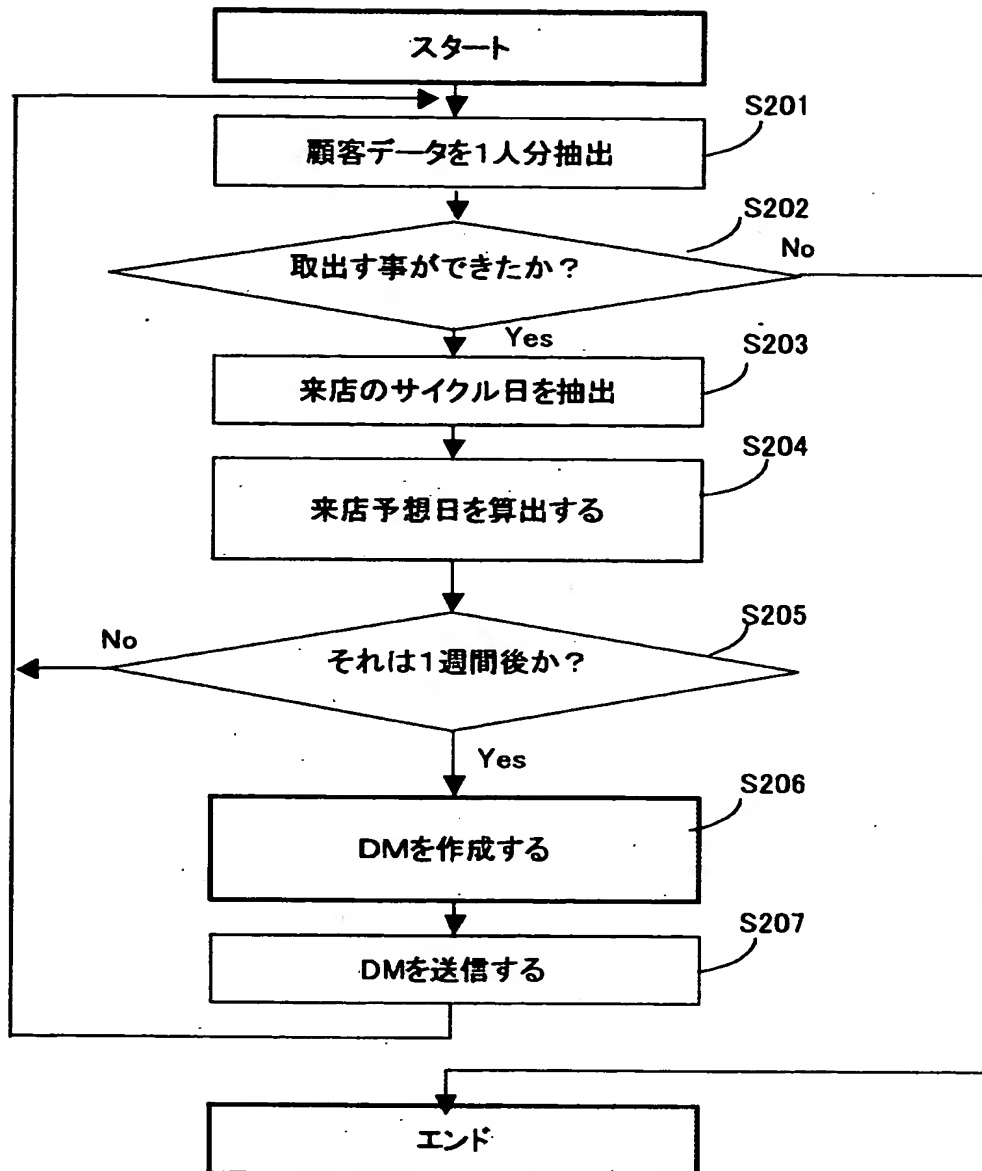 スタート
S201
顧客データを1人分抽出
S202
No
取出す事ができたか？
Yes
S203
来店のサイクル日を抽出
S204
来店予想日を算出する
S205
No
それは1週間後か？
Yes
S206
DMを作成する
S207
DMを送信する
エンド